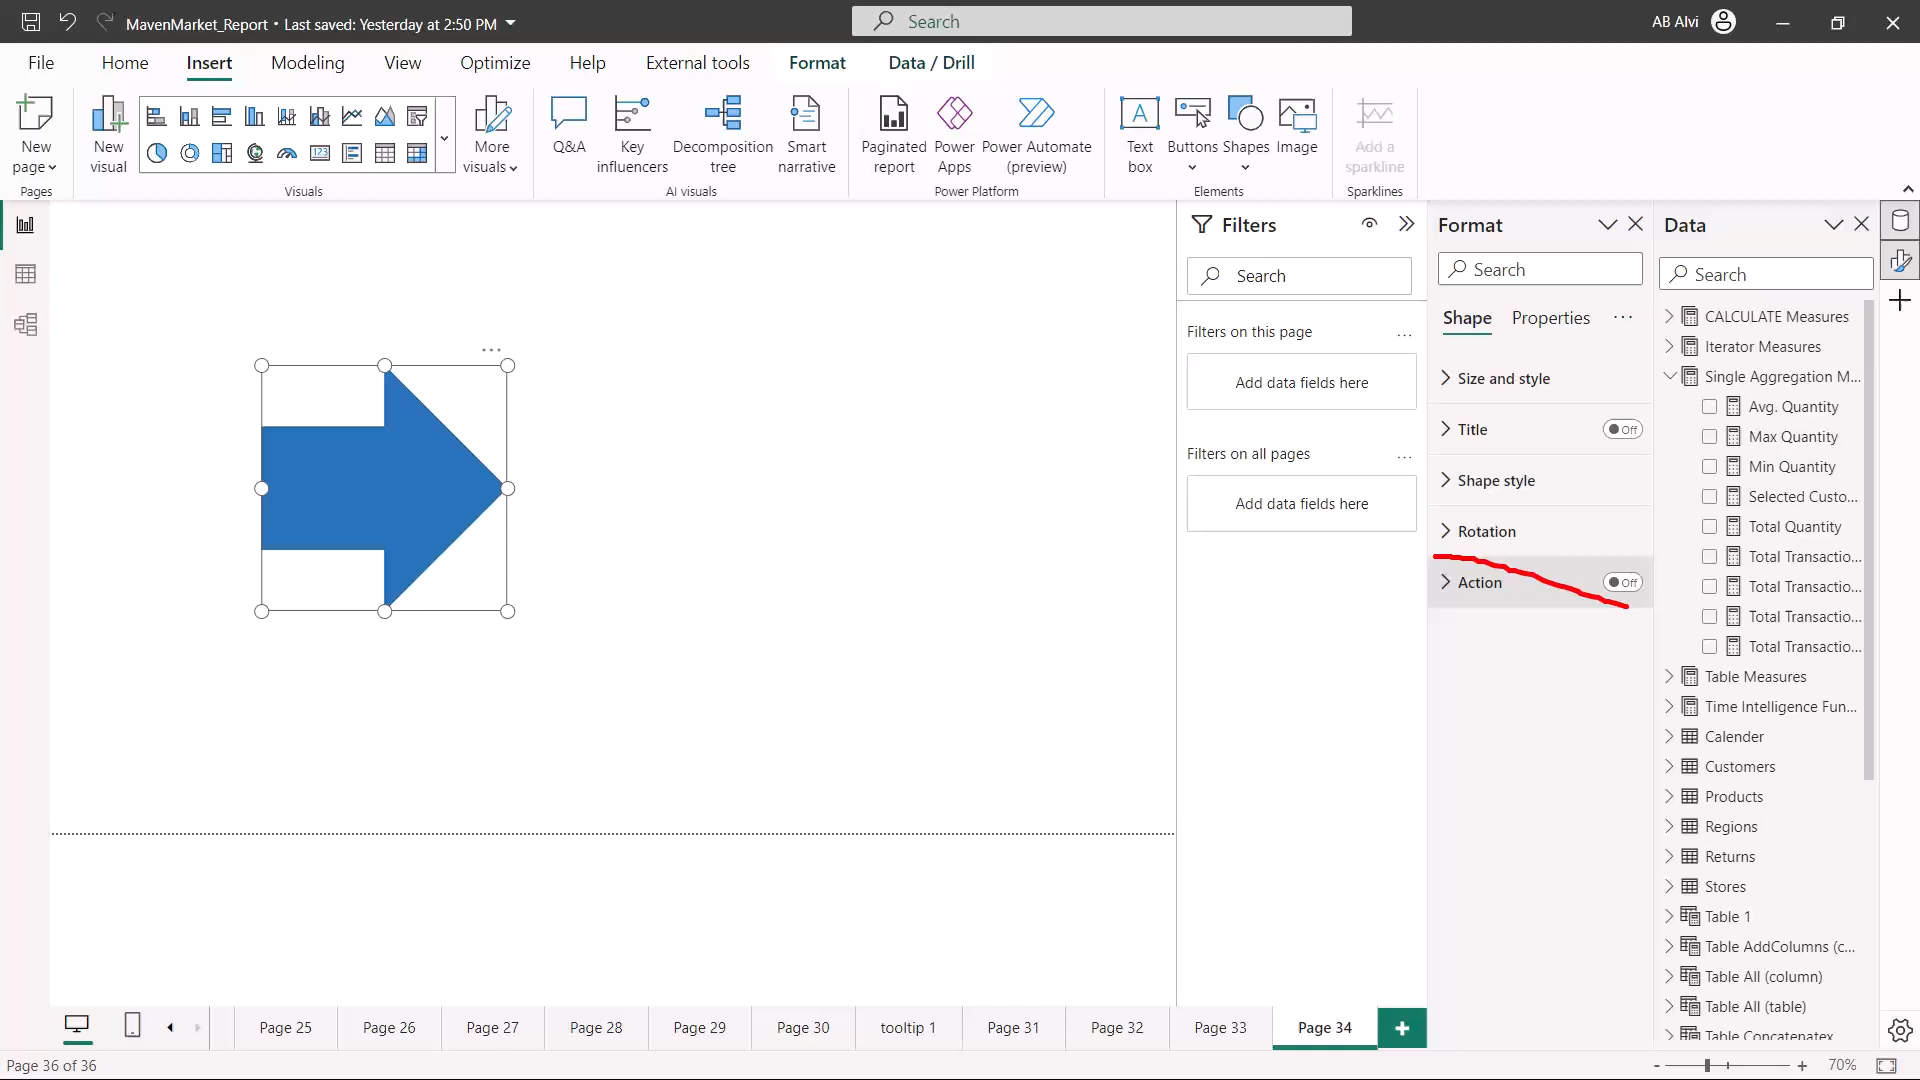 MavenMarket_Report • Last saved: Yesterday at 2:50 PM
Search
AB Alvi
File
Home
Insert
Modeling
View
Optimize
Help
External tools
Format
Data / Drill
New page
New visual
More visuals
Q&A
Key influencers
Decomposition tree
Smart narrative
Paginated report
Power Apps
Power Automate (preview)
Text box
Buttons
Shapes
Image
Add a sparkline
Pages
Visuals
AI visuals
Power Platform
Elements
Sparklines
Filters
Search
Filters on this page
Add data fields here
Filters on all pages
Add data fields here
Format
Search
Shape
Properties
Size and style
Title
Off
Shape style
Rotation
Action
Off
Data
Search
CALCULATE Measures
Iterator Measures
Single Aggregation M...
Avg. Quantity
Max Quantity
Min Quantity
Selected Custo...
Total Quantity
Total Transactio...
Total Transactio...
Total Transactio...
Total Transactio...
Table Measures
Time Intelligence Fun...
Calender
Customers
Products
Regions
Returns
Stores
Table 1
Table AddColumns (c...
Table All (column)
Table All (table)
Table Concatenatex
Page 25
Page 26
Page 27
Page 28
Page 29
Page 30
tooltip 1
Page 31
Page 32
Page 33
Page 34
Page 36 of 36
70%